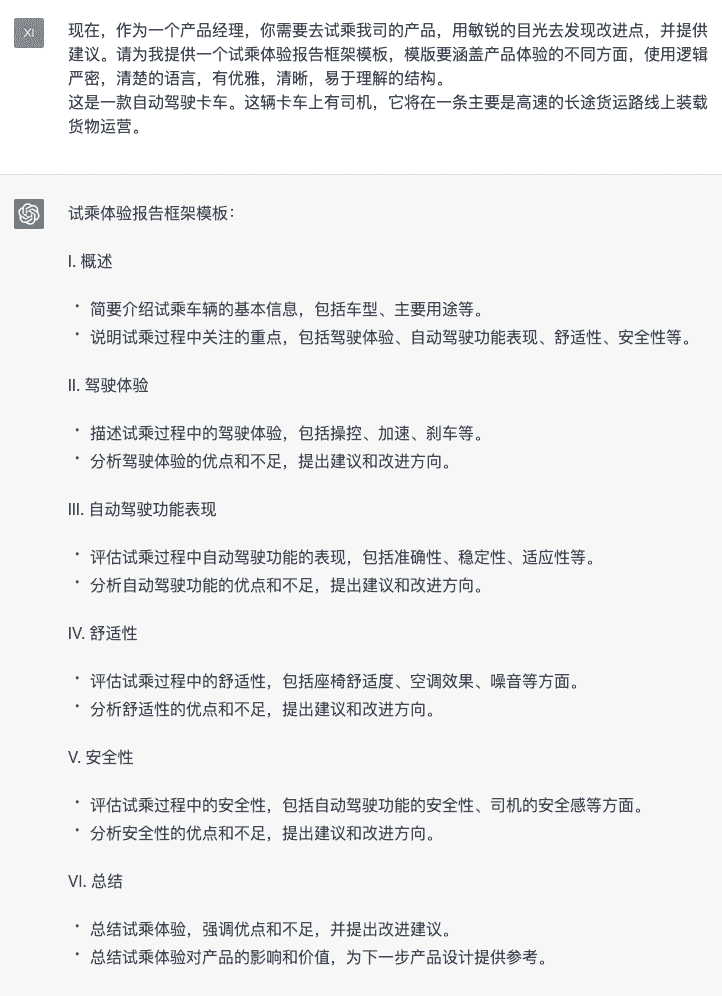 XI
现在，作为一个产品经理，你需要去试乘我司的产品，用敏锐的目光去发现改进点，并提供
建议。请为我提供一个试乘体验报告框架模板，模版要涵盖产品体验的不同方面，使用逻辑
严密，清楚的语言，有优雅，清晰，易于理解的结构。
这是一款自动驾驶卡车。这辆卡车上有司机，它将在一条主要是高速的长途货运路线上装载
货物运营。
试乘体验报告框架模板：
I. 概述
• 简要介绍试乘车辆的基本信息，包括车型、主要用途等。
• 说明试乘过程中关注的重点，包括驾驶体验、自动驾驶功能表现、舒适性、安全性等。
II. 驾驶体验
• 描述试乘过程中的驾驶体验，包括操控、加速、刹车等。
• 分析驾驶体验的优点和不足，提出建议和改进方向。
III. 自动驾驶功能表现
• 评估试乘过程中自动驾驶功能的表现，包括准确性、稳定性、适应性等。
• 分析自动驾驶功能的优点和不足，提出建议和改进方向。
IV. 舒适性
• 评估试乘过程中的舒适性，包括座椅舒适度、空调效果、噪音等方面。
• 分析舒适性的优点和不足，提出建议和改进方向。
V. 安全性
• 评估试乘过程中的安全性，包括自动驾驶功能的安全性、司机的安全感等方面。
• 分析安全性的优点和不足，提出建议和改进方向。
VI. 总结
• 总结试乘体验，强调优点和不足，并提出改进建议。
• 总结试乘体验对产品的影响和价值，为下一步产品设计提供参考。